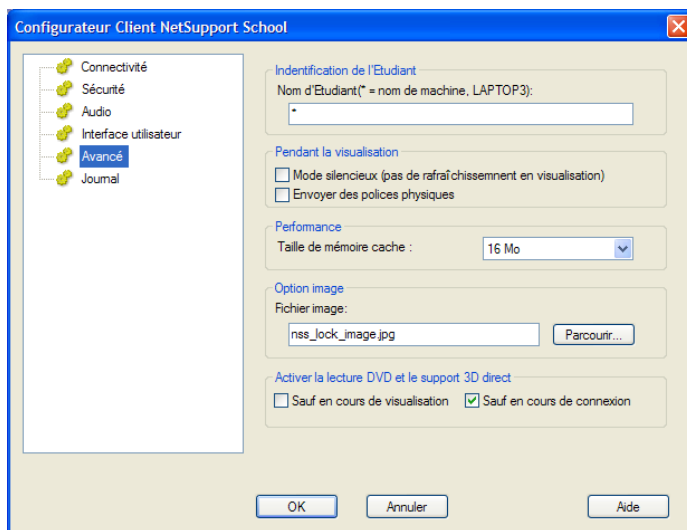 Configurateur Client NetSupport School
Connectivité
Sécurité
Audio
Interface utilisateur
Avancé
Journal
Indentification de l'Etudiant
Nom d'Etudiant(* = nom de machine, LAPTOP3):
*
Pendant la visualisation
Mode silencieux (pas de rafraîchissemnent en visualisation)
Envoyer des polices physiques
Performance
Taille de mémoire cache :
16 Mo
Option image
Fichier image:
nss_lock_image.jpg
Parcourir...
Activer la lecture DVD et le support 3D direct
Sauf en cours de visualisation
Sauf en cours de connexion
OK
Annuler
Aide